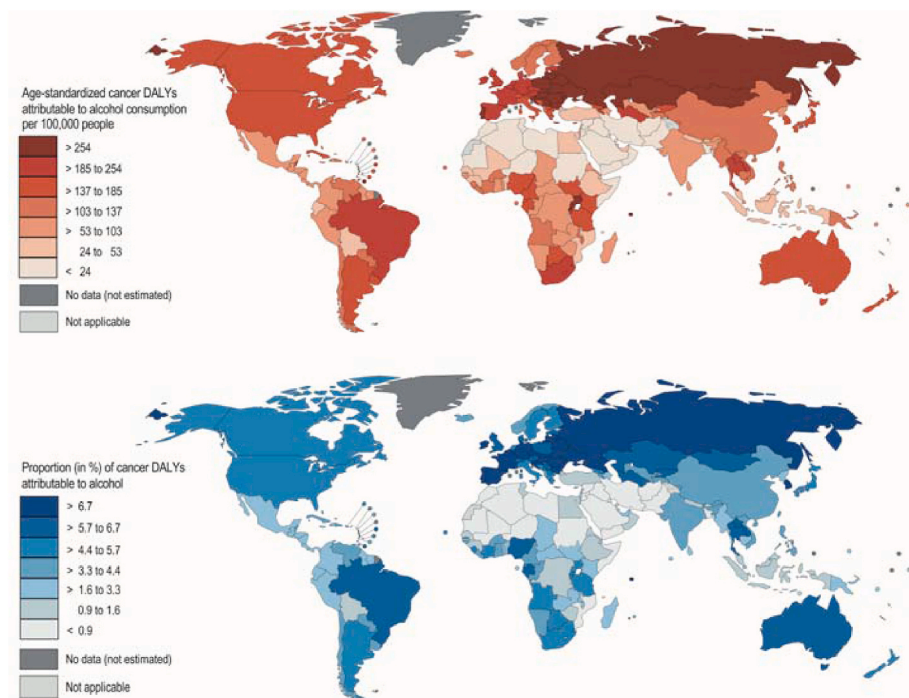 Age-standardized cancer DALYs
attributable to alcohol consumption
per 100,000 people
> 254
> 185 to 254
> 137 to 185
> 103 to 137
> 53 to 103
24 to 53
< 24
No data (not estimated)
Not applicable
Proportion (in %) of cancer DALYs
attributable to alcohol
> 6.7
> 5.7 to 6.7
> 4.4 to 5.7
> 3.3 to 4.4
> 1.6 to 3.3
0.9 to 1.6
< 0.9
No data (not estimated)
Not applicable